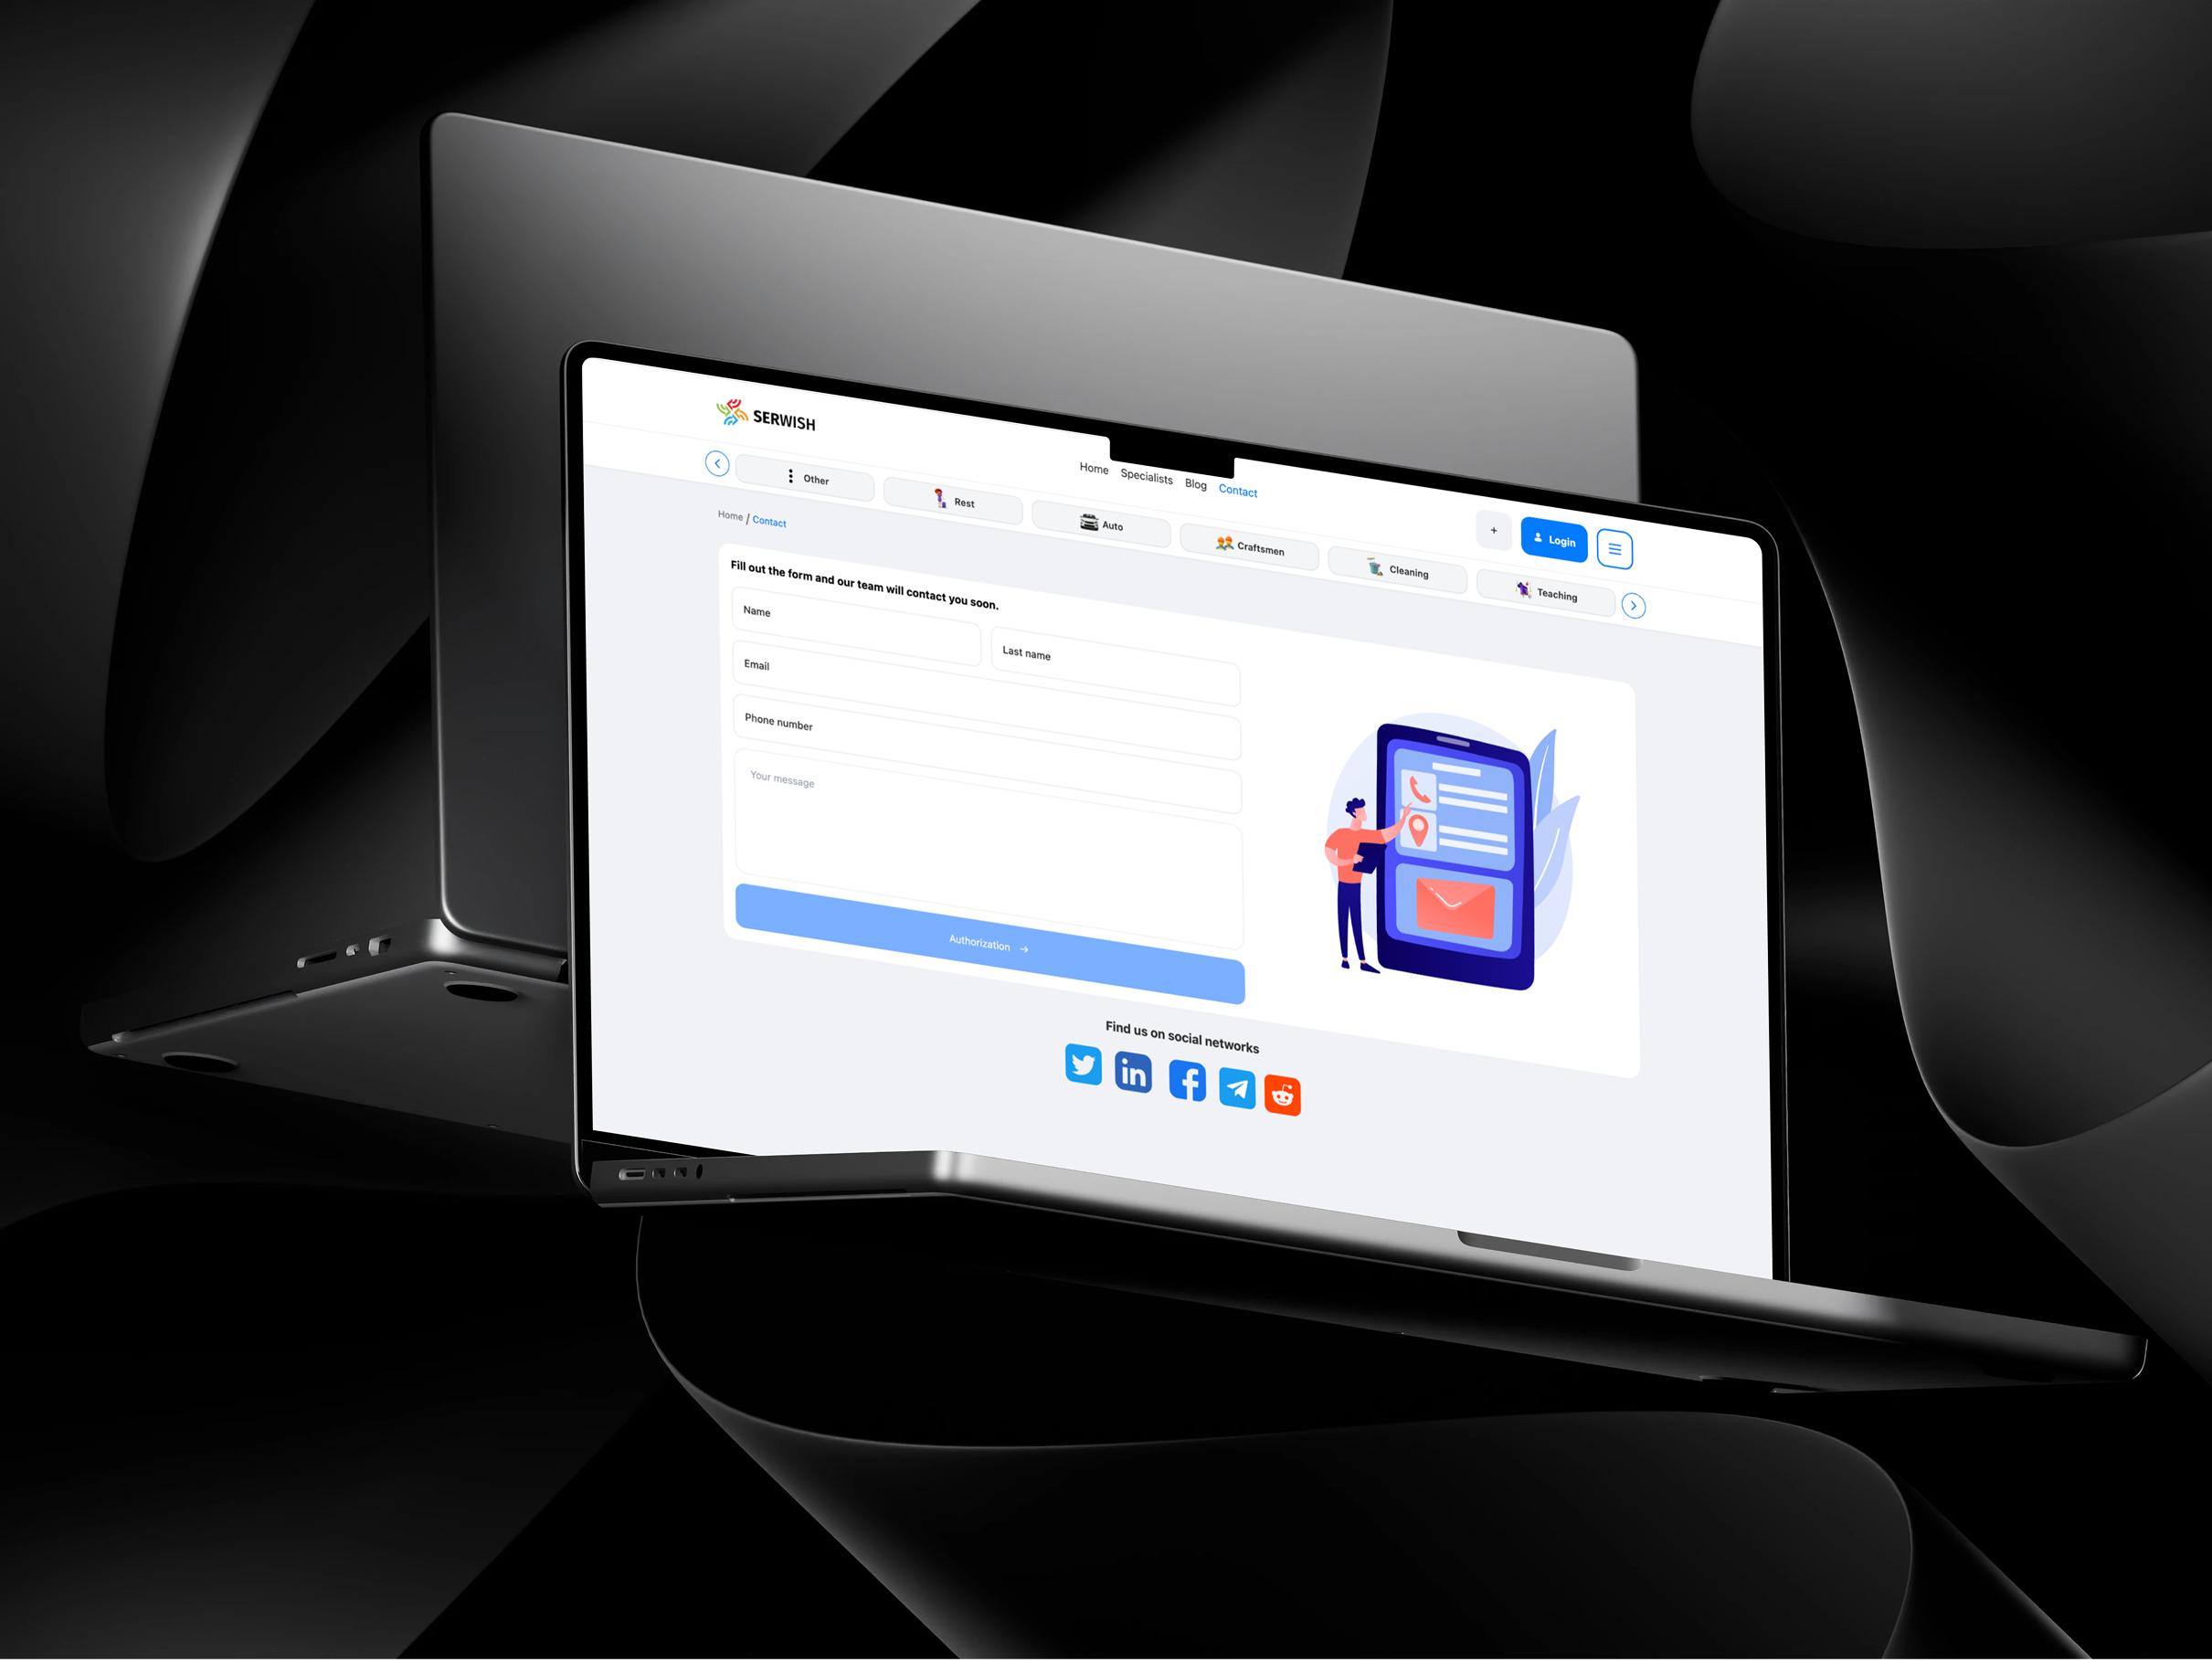 SERWISH
Home Specialists Blog Contact
+ Login
Other Rest Auto Craftsmen Cleaning Teaching
Home / Contact
Fill out the form and our team will contact you soon.
Name Last name
Email
Phone number
Your message
Authorization →
Find us on social networks
in